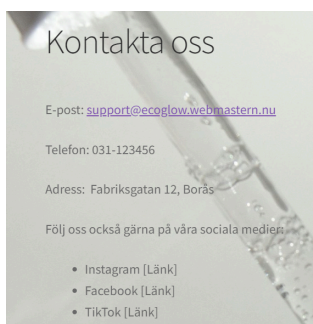 Kontakta oss
E-post: support@ecoglow.webmastern.nu
Telefon: 031-123456
Adress:  Fabriksgatan 12, Borås
Följ oss också gärna på våra sociala medier:
Instagram [Länk]
Facebook [Länk]
TikTok [Länk]